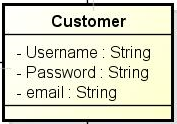 Customer
- Username : String
- Password : String
- email : String